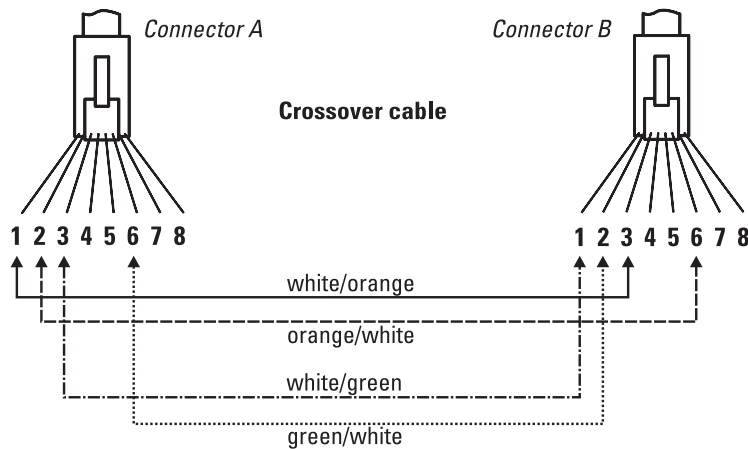 Connector A
Connector B
Crossover cable
1 2 3 4 5 6 7 8
1 2 3 4 5 6 7 8
white/orange
orange/white
white/green
green/white